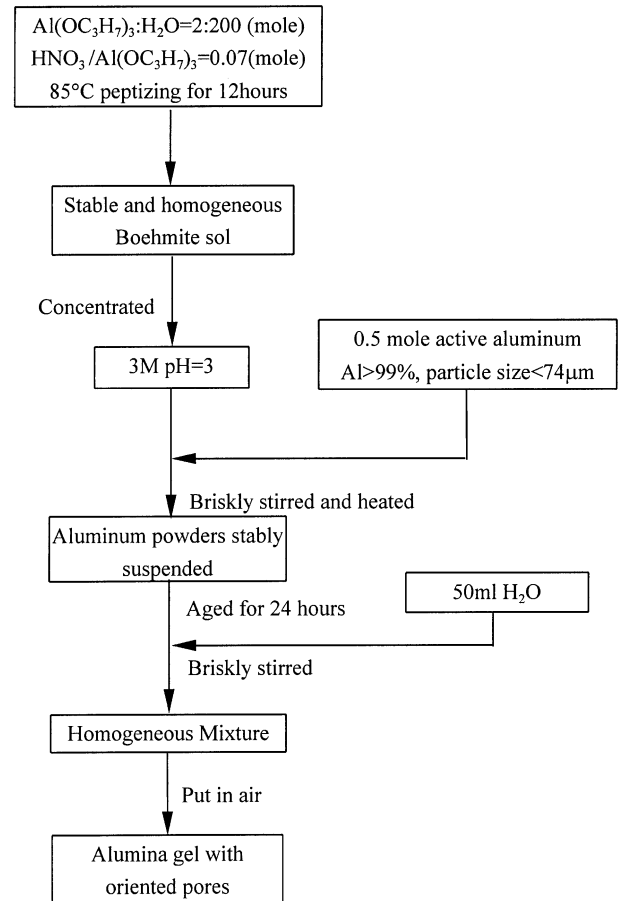 Al(OC₃H₇)₃:H₂O=2:200 (mole)
HNO₃/Al(OC₃H₇)₃=0.07(mole)
85°C peptizing for 12hours
Stable and homogeneous
Boehmite sol
Concentrated
3M pH=3
0.5 mole active aluminum
Al>99%, particle size<74μm
Briskly stirred and heated
Aluminum powders stably
suspended
Aged for 24 hours
50ml H₂O
Briskly stirred
Homogeneous Mixture
Put in air
Alumina gel with
oriented pores